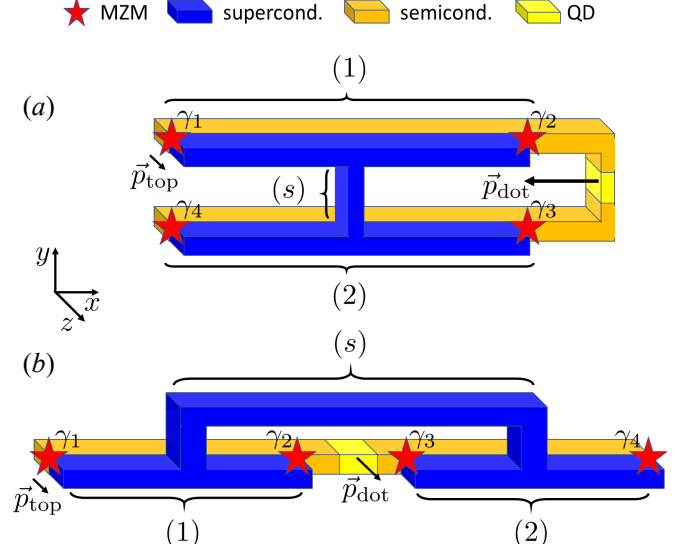 MZM supercond. semicond. QD
(a)
(1)
γ1 γ2
p⃗top
(s)
p⃗dot
γ4 γ3
(2)
y
x
z
(b)
(s)
γ1 γ2 γ3 γ4
p⃗top
p⃗dot
(1) (2)